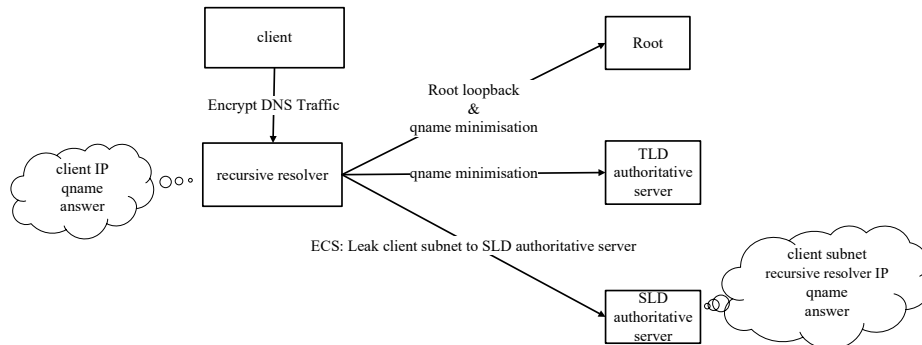 client
Root
Root loopback
&
qname minimisation
Encrypt DNS Traffic
client IP
qname
answer
recursive resolver
qname minimisation
TLD
authoritative
server
ECS: Leak client subnet to SLD authoritative server
client subnet
recursive resolver IP
qname
answer
SLD
authoritative
server